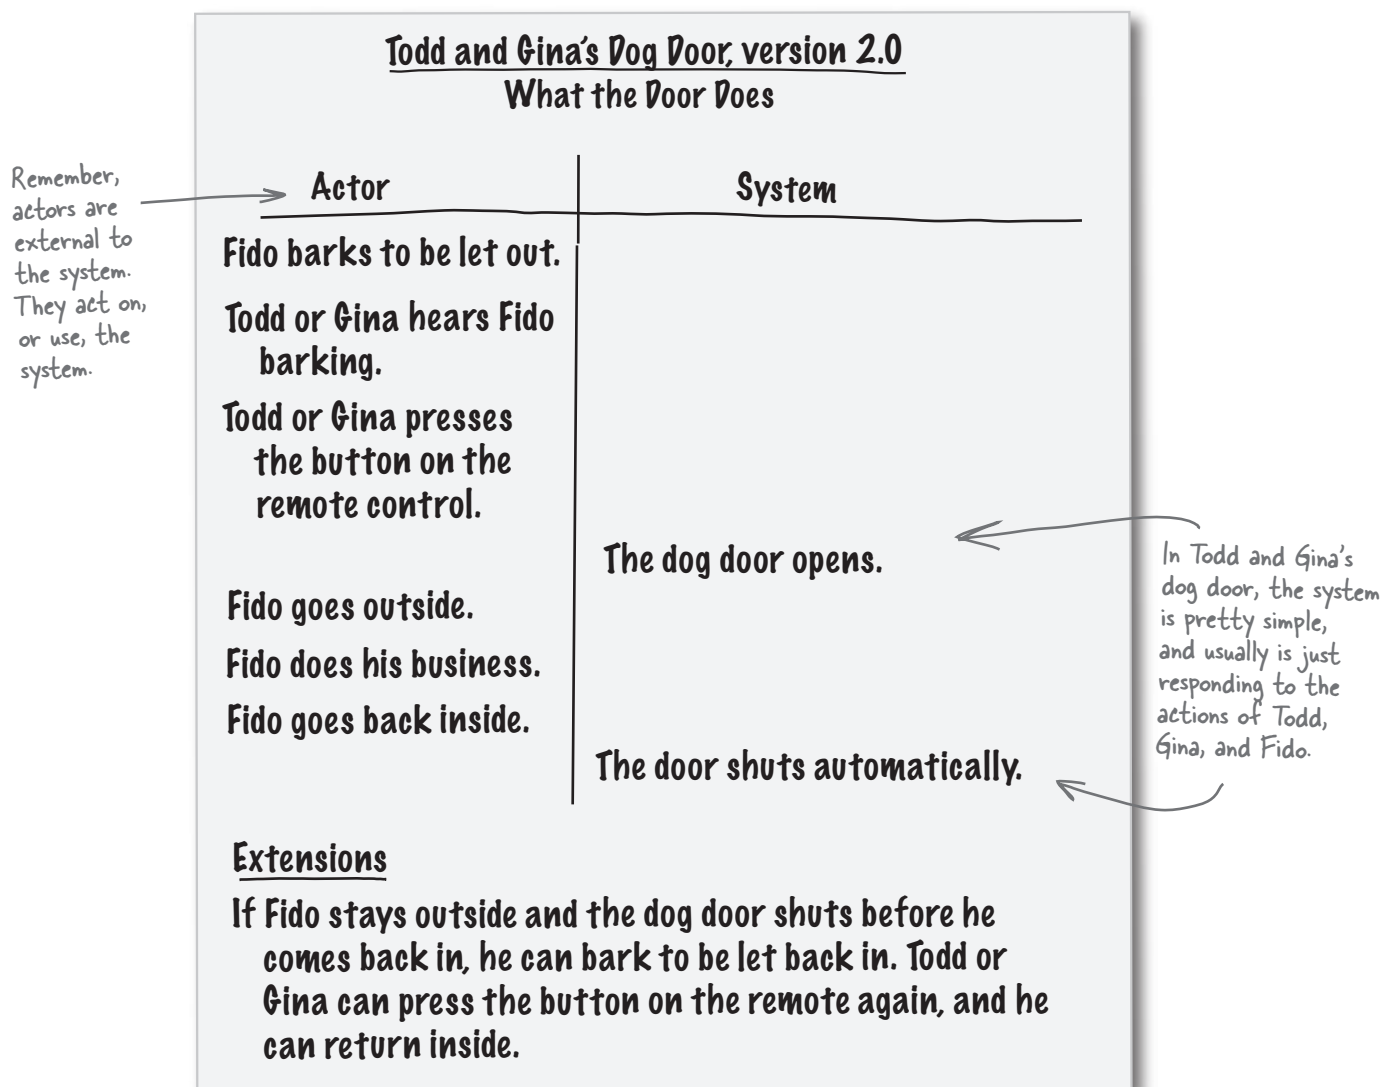 Todd and Gina's Dog Door, version 2.0
What the Door Does
Remember,
actors are
external to
the system.
They act on,
or use, the
system.
Actor
System
Fido barks to be let out.
Todd or Gina hears Fido
barking.
Todd or Gina presses
the button on the
remote control.
The dog door opens.
Fido goes outside.
Fido does his business.
Fido goes back inside.
The door shuts automatically.
In Todd and Gina's
dog door, the system
is pretty simple,
and usually is just
responding to the
actions of Todd,
Gina, and Fido.
Extensions
If Fido stays outside and the dog door shuts before he
comes back in, he can bark to be let back in. Todd or
Gina can press the button on the remote again, and he
can return inside.